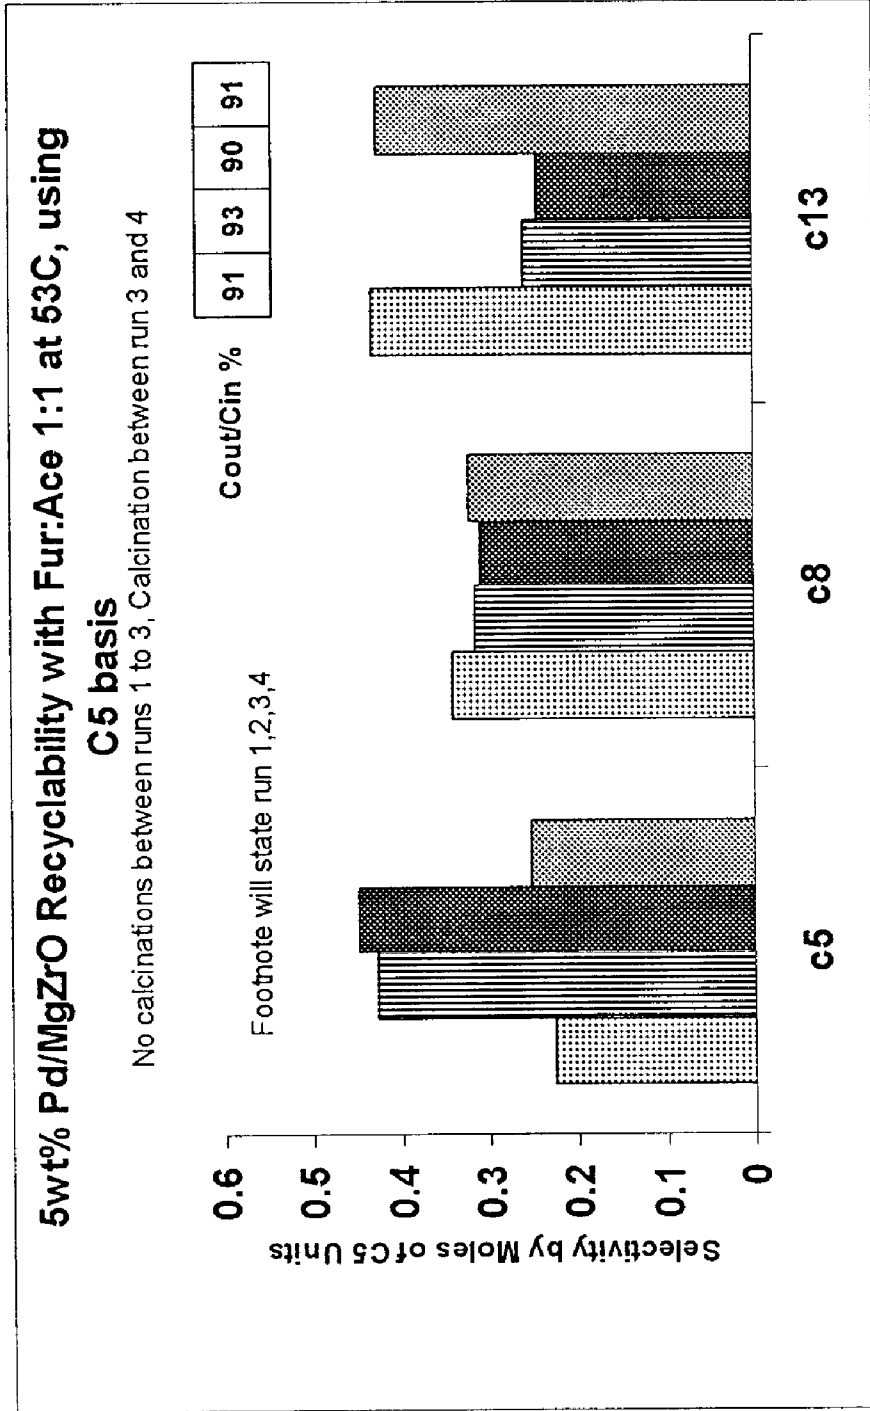 5wt% Pd/MgZrO Recyclability with Fur:Ace 1:1 at 53C, using
C5 basis
No calcinations between runs 1 to 3, Calcination between run 3 and 4
Cout/Cin % 91 93 90 91
Footnote will state run 1,2,3,4
Selectivity by Moles of C5 Units
0.6
0.5
0.4
0.3
0.2
0.1
0
c5 c8 c13